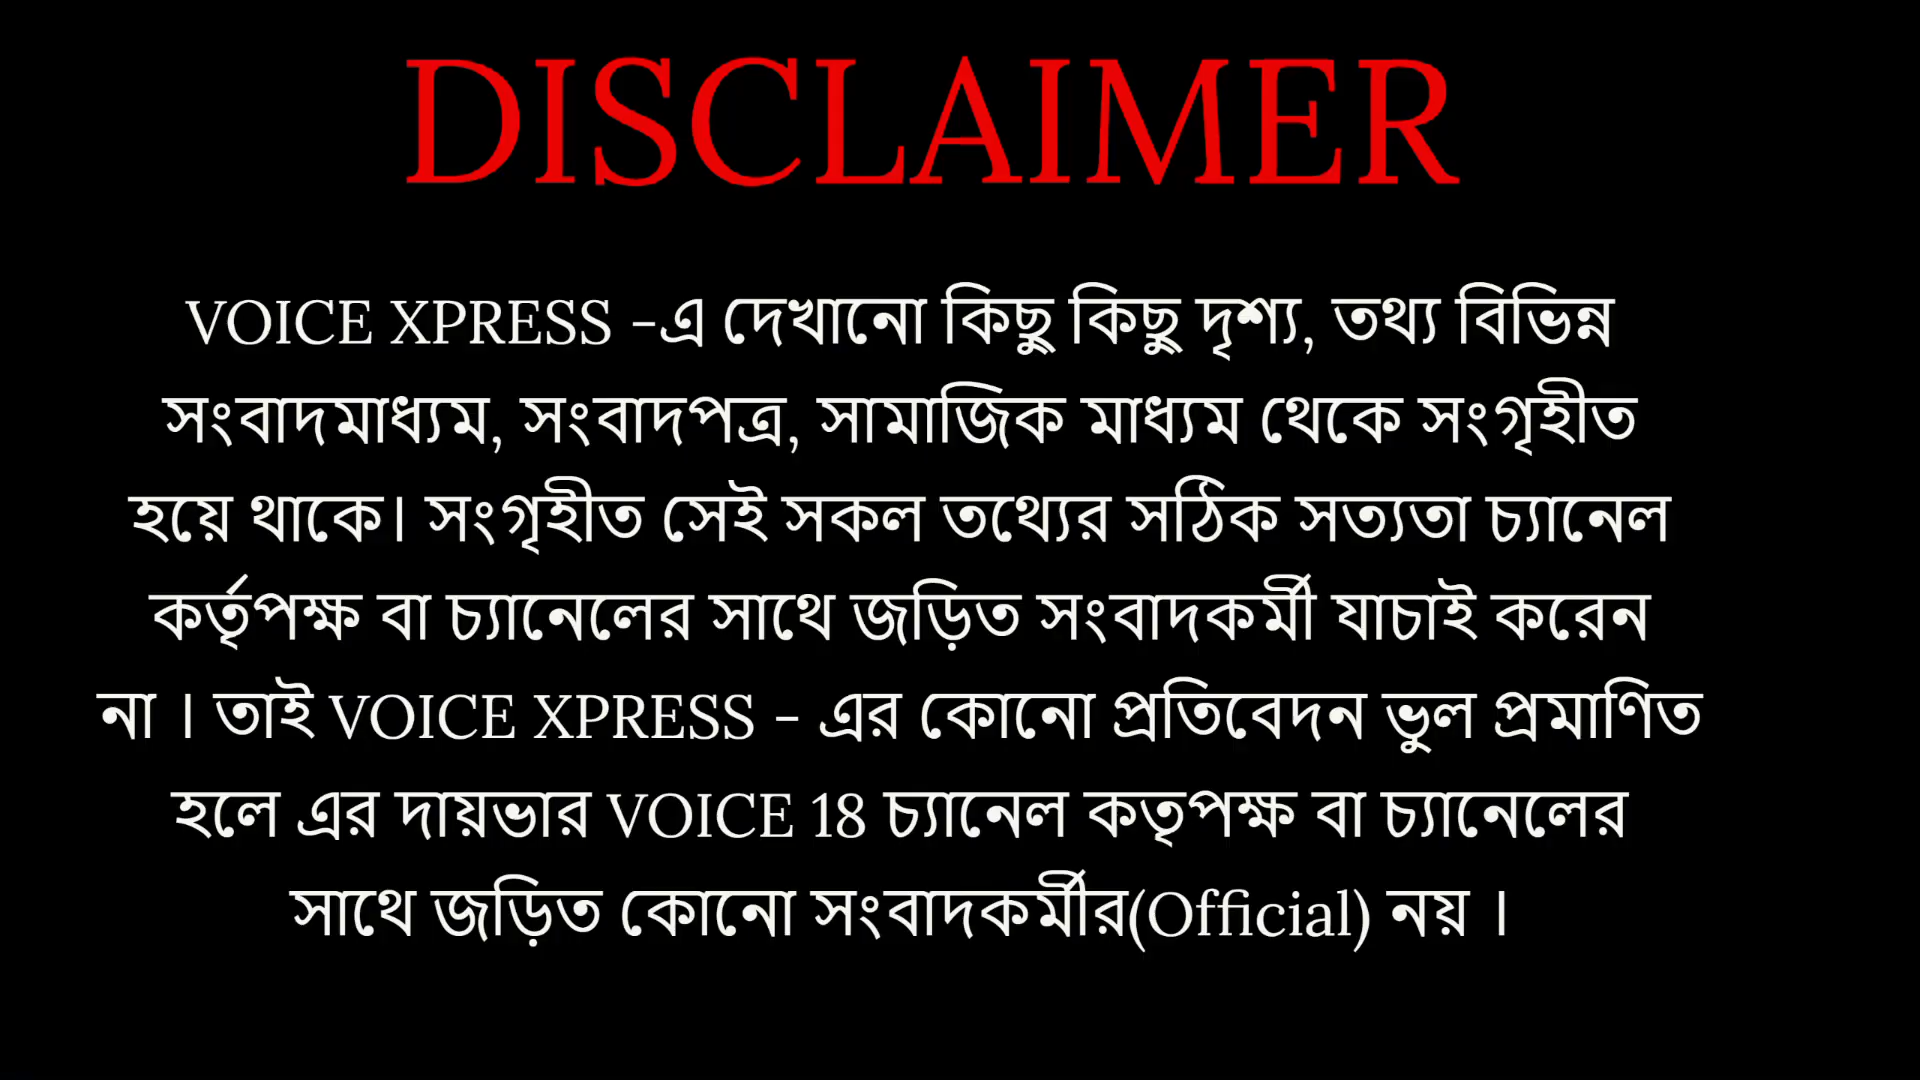 DISCLAIMER
VOICE XPRESS -এ দেখানো কিছু কিছু দৃশ্য, তথ্য বিভিন্ন
সংবাদমাধ্যম, সংবাদপত্র, সামাজিক মাধ্যম থেকে সংগৃহীত
হয়ে থাকে। সংগৃহীত সেই সকল তথ্যের সঠিক সত্যতা চ্যানেল
কর্তৃপক্ষ বা চ্যানেলের সাথে জড়িত সংবাদকর্মী যাচাই করেন
না । তাই VOICE XPRESS - এর কোনো প্রতিবেদন ভুল প্রমাণিত
হলে এর দায়ভার VOICE 18 চ্যানেল কতৃপক্ষ বা চ্যানেলের
সাথে জড়িত কোনো সংবাদকর্মীর(Official) নয় ।